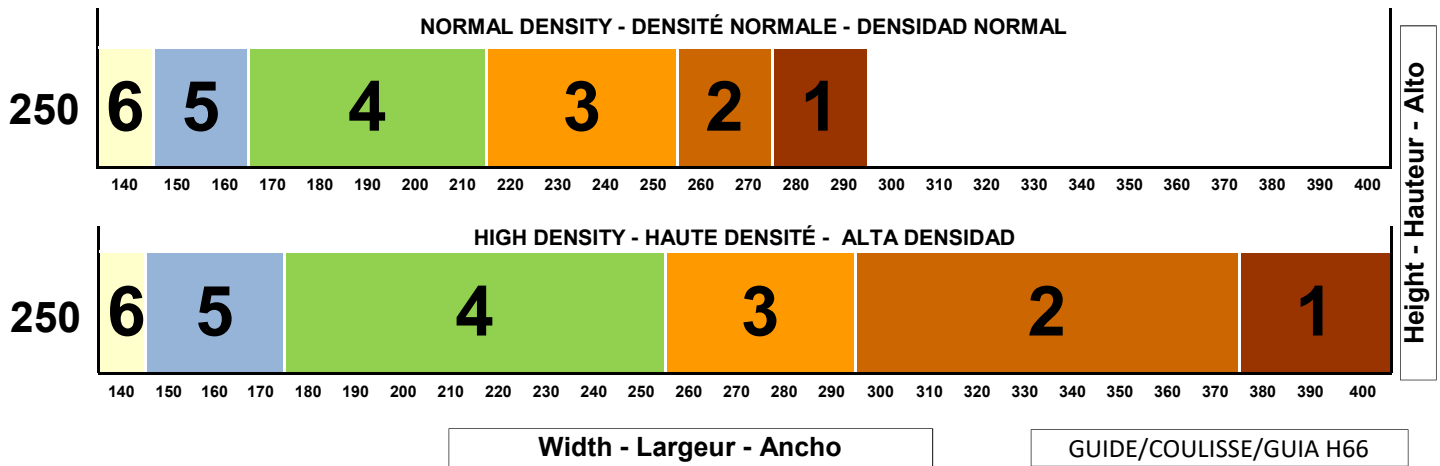 NORMAL DENSITY - DENSITÉ NORMALE - DENSIDAD NORMAL
250 6 5 4 3 2 1
140 150 160 170 180 190 200 210 220 230 240 250 260 270 280 290 300 310 320 330 340 350 360 370 380 390 400
HIGH DENSITY - HAUTE DENSITÉ - ALTA DENSIDAD
250 6 5 4 3 2 1
140 150 160 170 190 200 210 220 230 240 250 260 270 290 300 310 320 330 340 350 360 370 380 400
Height - Hauteur - Alto
Width - Largeur - Ancho
GUIDE/COULISSE/GUIA H66